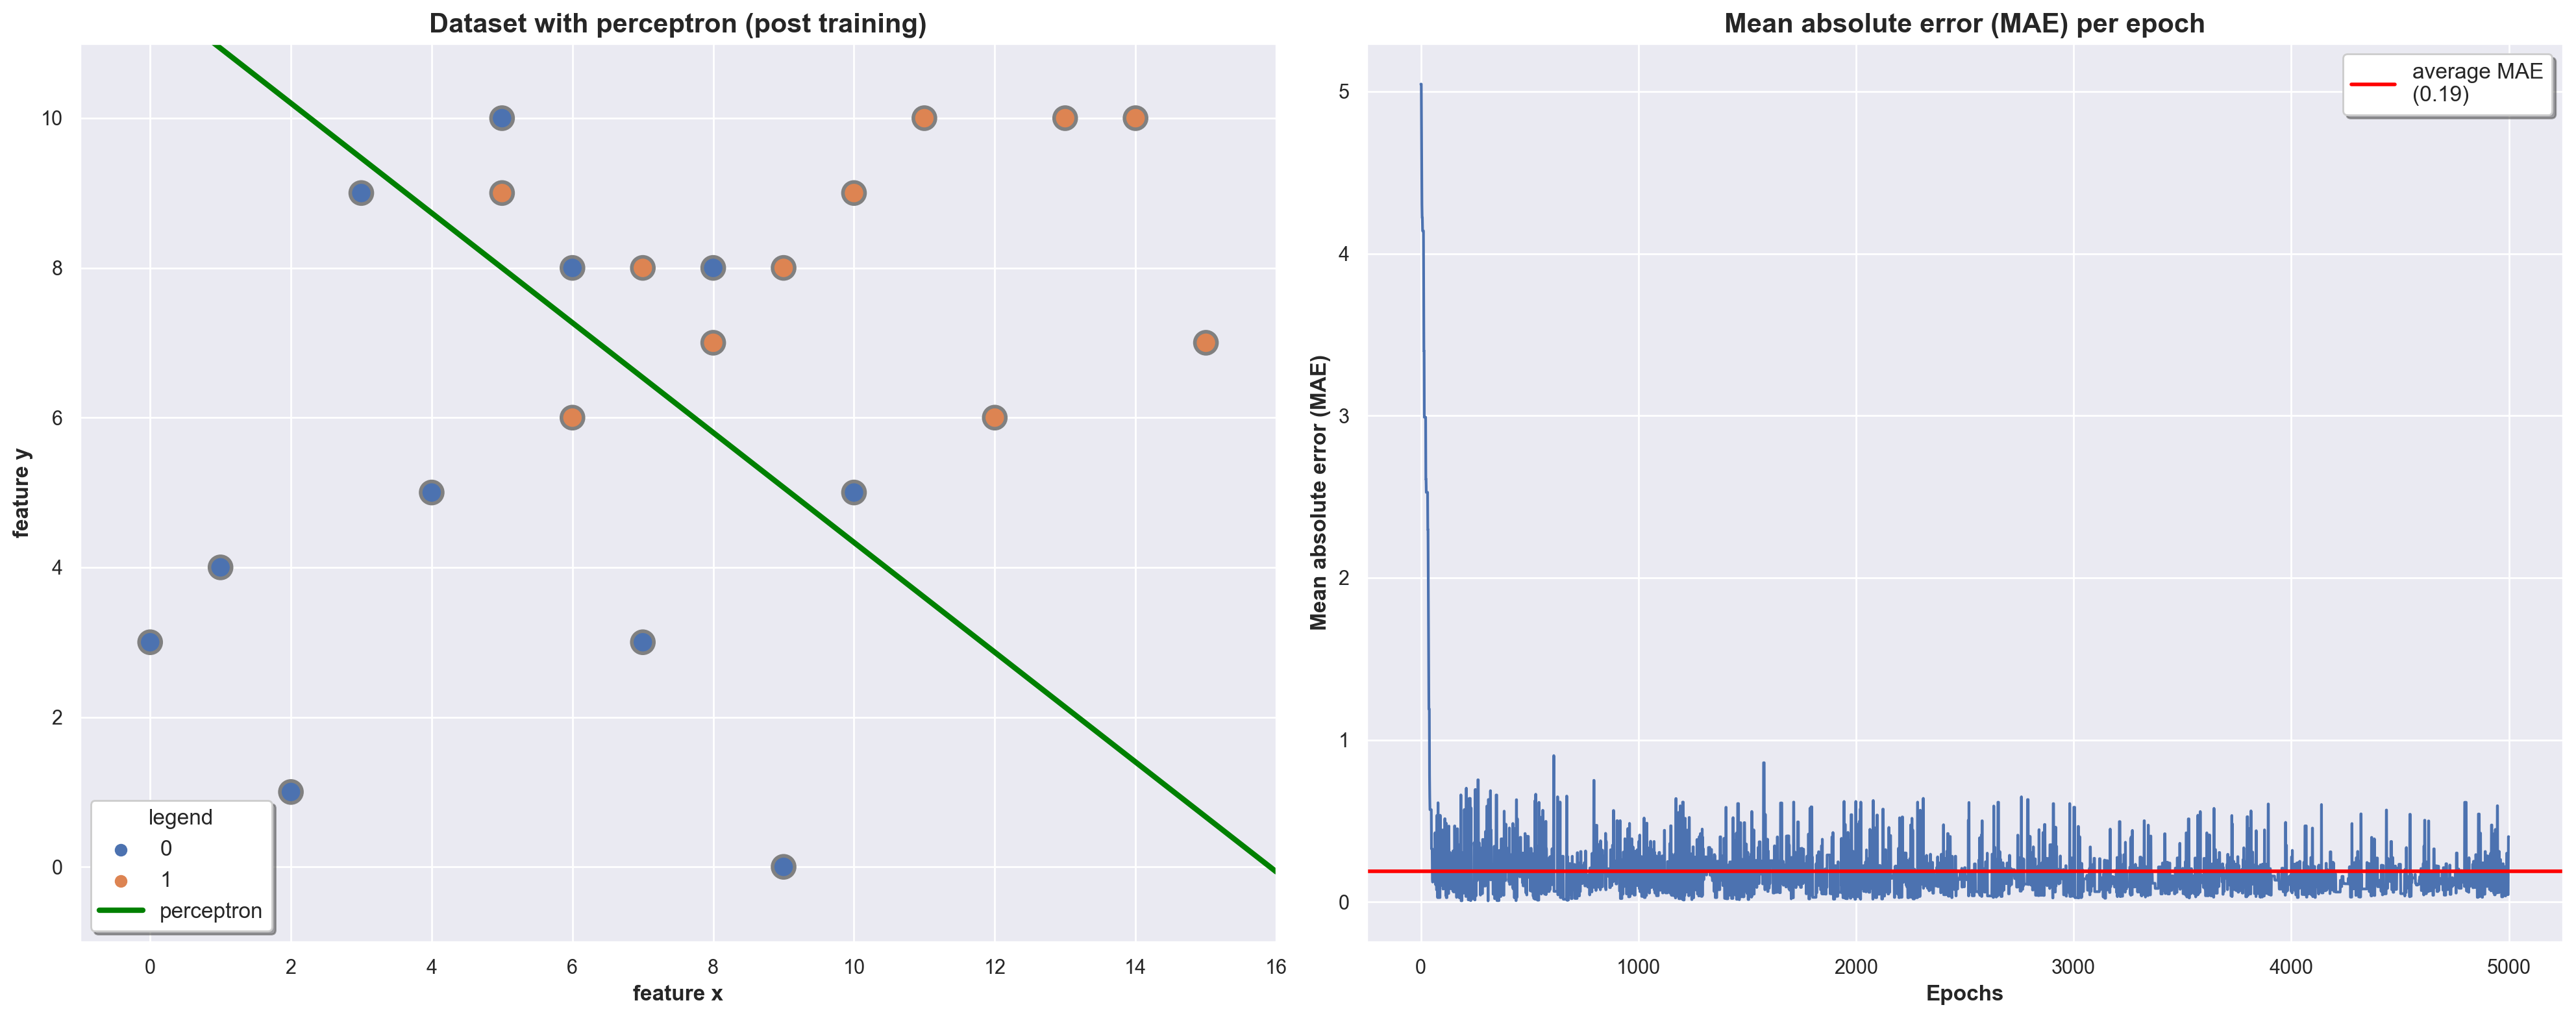 Dataset with perceptron (post training)
feature y
10
8
6
4
2
0
legend
0
1
perceptron
0 2 4 6 8 10 12 14 16
feature x
Mean absolute error (MAE) per epoch
Mean absolute error (MAE)
5
4
3
2
1
0
average MAE
(0.19)
0 1000 2000 3000 4000 5000
Epochs